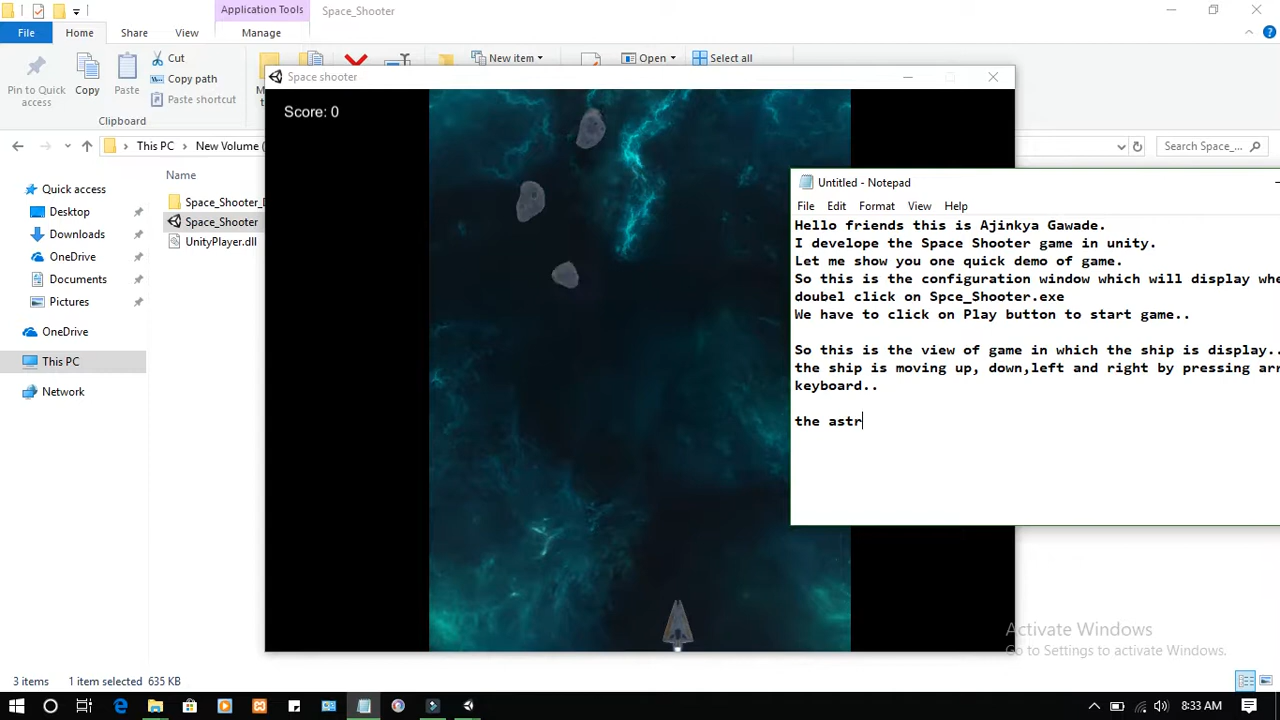 Application Tools
Space_Shooter
File
Home
Share
View
Manage
Pin to Quick access
Copy
Paste
Cut
Copy path
Paste shortcut
Clipboard
New item
Open
Select all
This PC
New Volume (
Search Space_...
Quick access
Desktop
Downloads
OneDrive
Documents
Pictures
OneDrive
This PC
Network
Name
Space_Shooter_D
Space_Shooter
UnityPlayer.dll
Space shooter
Score: 0
Untitled - Notepad
File Edit Format View Help
Hello friends this is Ajinkya Gawade.
I develope the Space Shooter game in unity.
Let me show you one quick demo of game.
So this is the configuration window which will display whe
doubel click on Spce_Shooter.exe
We have to click on Play button to start game..
So this is the view of game in which the ship is display..
the ship is moving up, down,left and right by pressing arr
keyboard..
the astr
Activate Windows
Go to Settings to activate Windows.
3 items
1 item selected 635 KB
8:33 AM